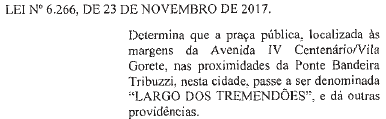 LEI Nº 6.266, DE 23 DE NOVEMBRO DE 2017.
Determina que a praça pública, localizada às
margens da Avenida IV Centenário/Vila
Gorete, nas proximidades da Ponte Bandeira
Tribuzzi, nesta cidade, passe a ser denominada
“LARGO DOS TREMENDÕES”, e dá outras
providências.